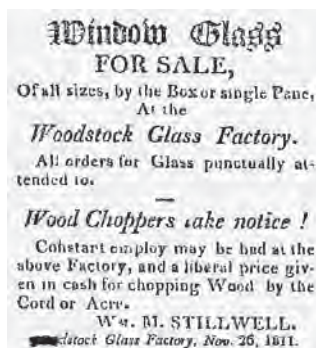 Window Glass
FOR SALE,
Of all sizes, by the Box or single Pane,
At the
Woodstock Glass Factory.
All orders for Glass punctually at-
tended to.
Wood Choppers take notice !
Constart employ may be had at the
above Factory, and a liberal price giv-
en in cash for chopping Wood by the
Cord or Acre.
Wm. M. STILLWELL.
dstock Glass Factory, Nov. 26, 1811.